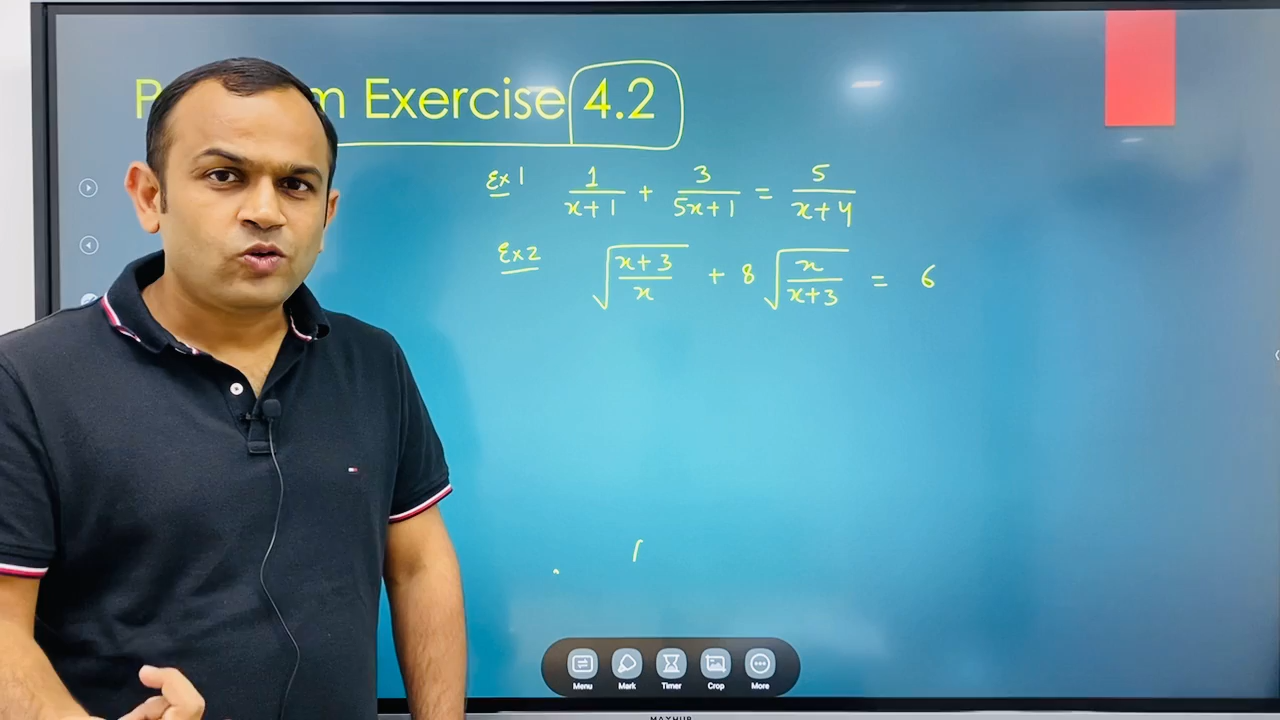 m Exercise 4.2
Ex 1 1/(x+1) + 3/(5x+1) = 5/(x+4)
Ex 2 √((x+3)/x) + 8√(x/(x+3)) = 6
Menu Mark Timer Crop More
MAXHUB